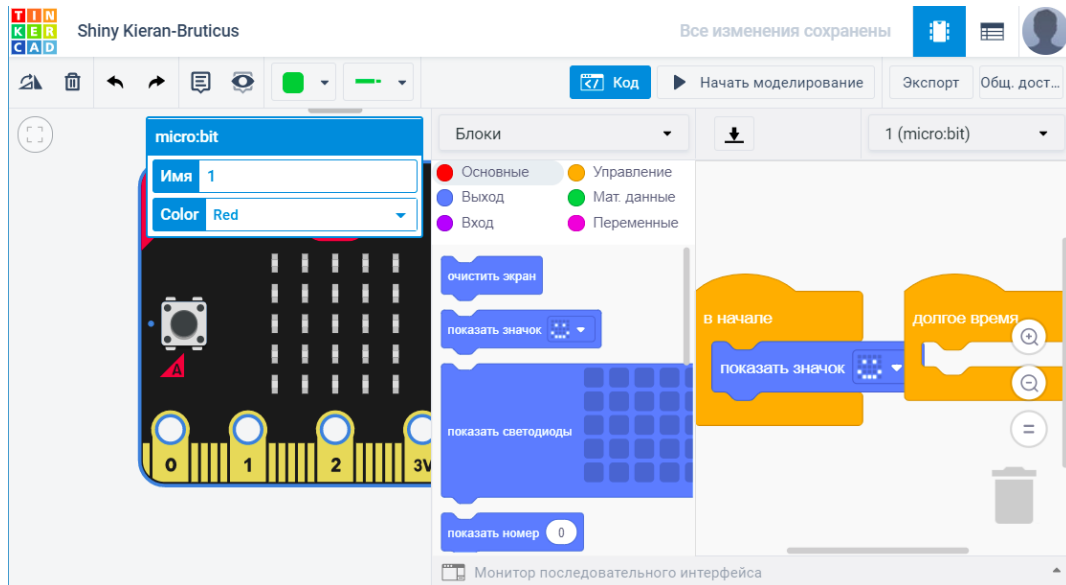 TIN
KER
CAD
Shiny Kieran-Bruticus
Все изменения сохранены
Код
Начать моделирование
Экспорт
Общ. дост...
micro:bit
Имя 1
Color Red
A
0 1 2 3V
Блоки
1 (micro:bit)
Основные
Управление
Выход
Мат. данные
Вход
Переменные
очистить экран
показать значок
показать светодиоды
показать номер 0
в начале
показать значок
долгое время
Монитор последовательного интерфейса